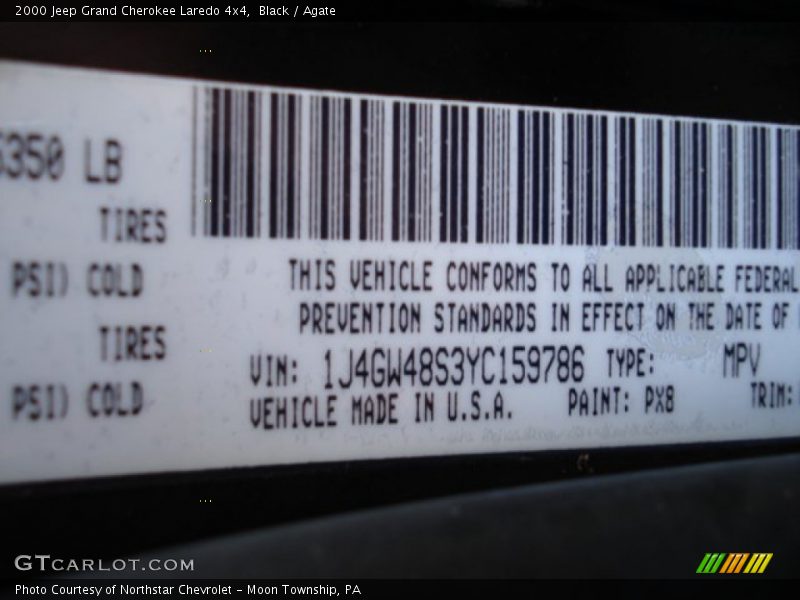 2000 Jeep Grand Cherokee Laredo 4x4, Black / Agate
350 LB
TIRES
PSI) COLD
TIRES
PSI) COLD
THIS VEHICLE CONFORMS TO ALL APPLICABLE FEDERAL
PREVENTION STANDARDS IN EFFECT ON THE DATE OF
VIN: 1J4GW48S3YC159786 TYPE: MPV
VEHICLE MADE IN U.S.A. PAINT: PX8 TRIM:
GTCARLOT.COM
Photo Courtesy of Northstar Chevrolet - Moon Township, PA